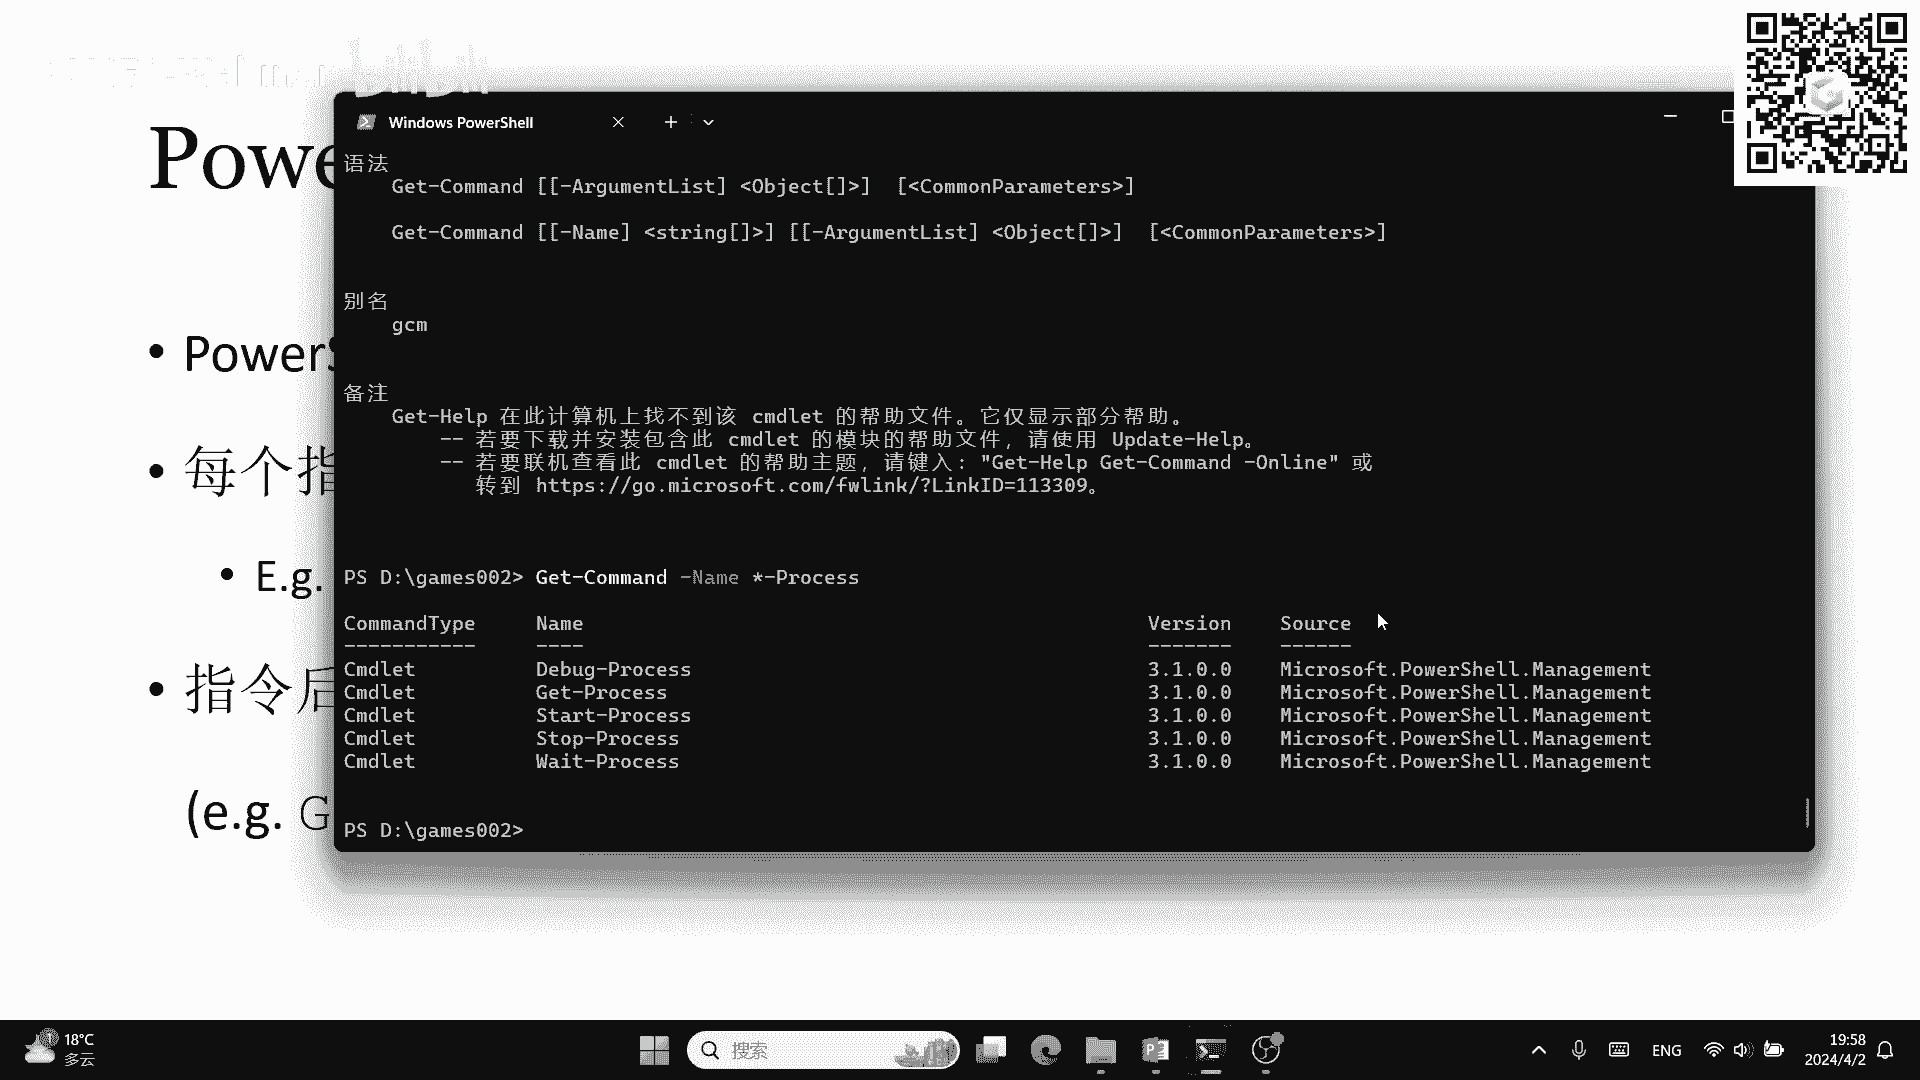 Windows PowerShell
语法
Get-Command [[-ArgumentList] <Object[]>]  [<CommonParameters>]
Get-Command [[-Name] <string[]>] [[-ArgumentList] <Object[]>]  [<CommonParameters>]
别名
gcm
备注
Get-Help 在此计算机上找不到该 cmdlet 的帮助文件。它仅显示部分帮助。
-- 若要下载并安装包含此 cmdlet 的模块的帮助文件，请使用 Update-Help。
-- 若要联机查看此 cmdlet 的帮助主题，请键入: "Get-Help Get-Command -Online" 或
转到 https://go.microsoft.com/fwlink/?LinkID=113309。
PS D:\games002> Get-Command -Name *-Process
CommandType Name Version Source
----------- ---- ------- ------
Cmdlet Debug-Process 3.1.0.0 Microsoft.PowerShell.Management
Cmdlet Get-Process 3.1.0.0 Microsoft.PowerShell.Management
Cmdlet Start-Process 3.1.0.0 Microsoft.PowerShell.Management
Cmdlet Stop-Process 3.1.0.0 Microsoft.PowerShell.Management
Cmdlet Wait-Process 3.1.0.0 Microsoft.PowerShell.Management
PS D:\games002>
Powe
• Power
• 每个指
• E.g.
• 指令后
(e.g. G
18°C
多云
搜索
ENG
19:58
2024/4/2